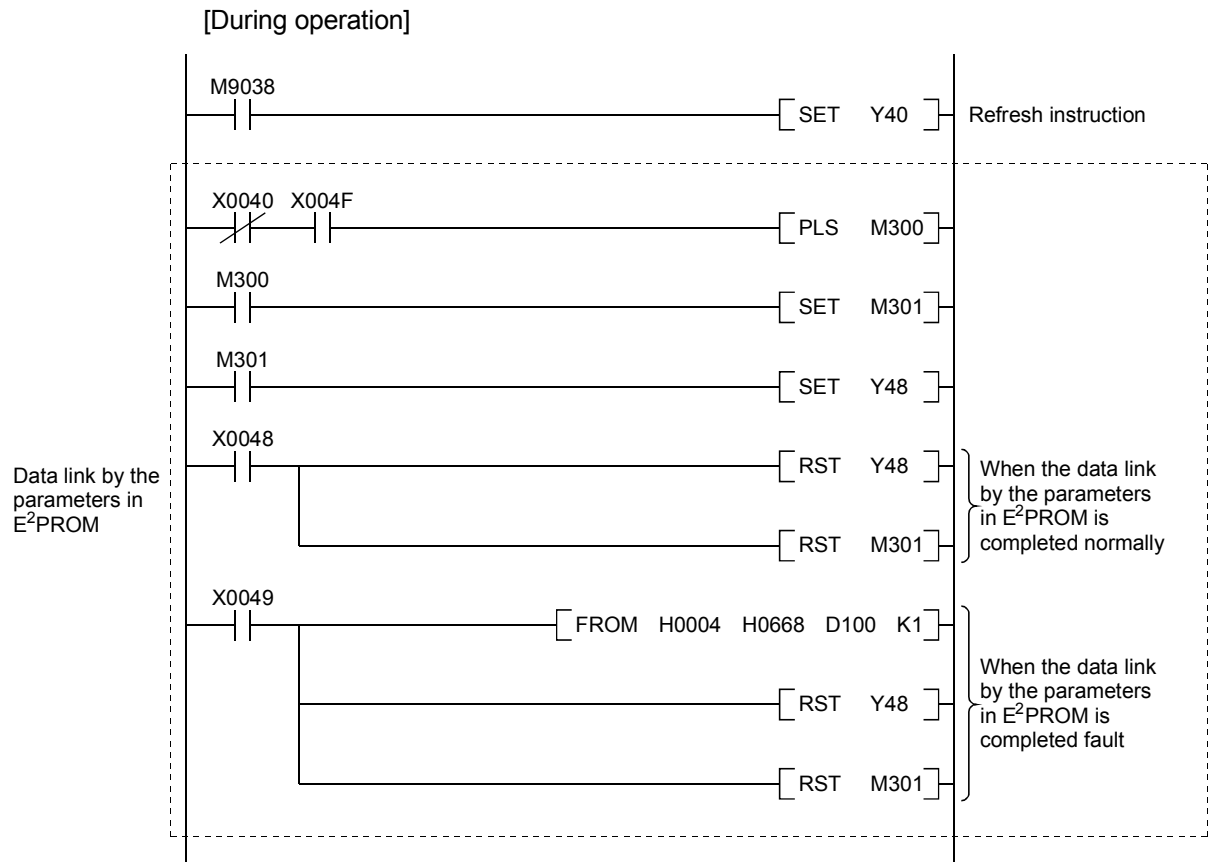 [During operation]
M9038
SET Y40 Refresh instruction
X0040 X004F
PLS M300
M300
SET M301
M301
SET Y48
X0048
RST Y48
RST M301
When the data link
by the parameters
in E²PROM is
completed normally
Data link by the
parameters in
E²PROM
X0049
FROM H0004 H0668 D100 K1
RST Y48
RST M301
When the data link
by the parameters
in E²PROM is
completed fault